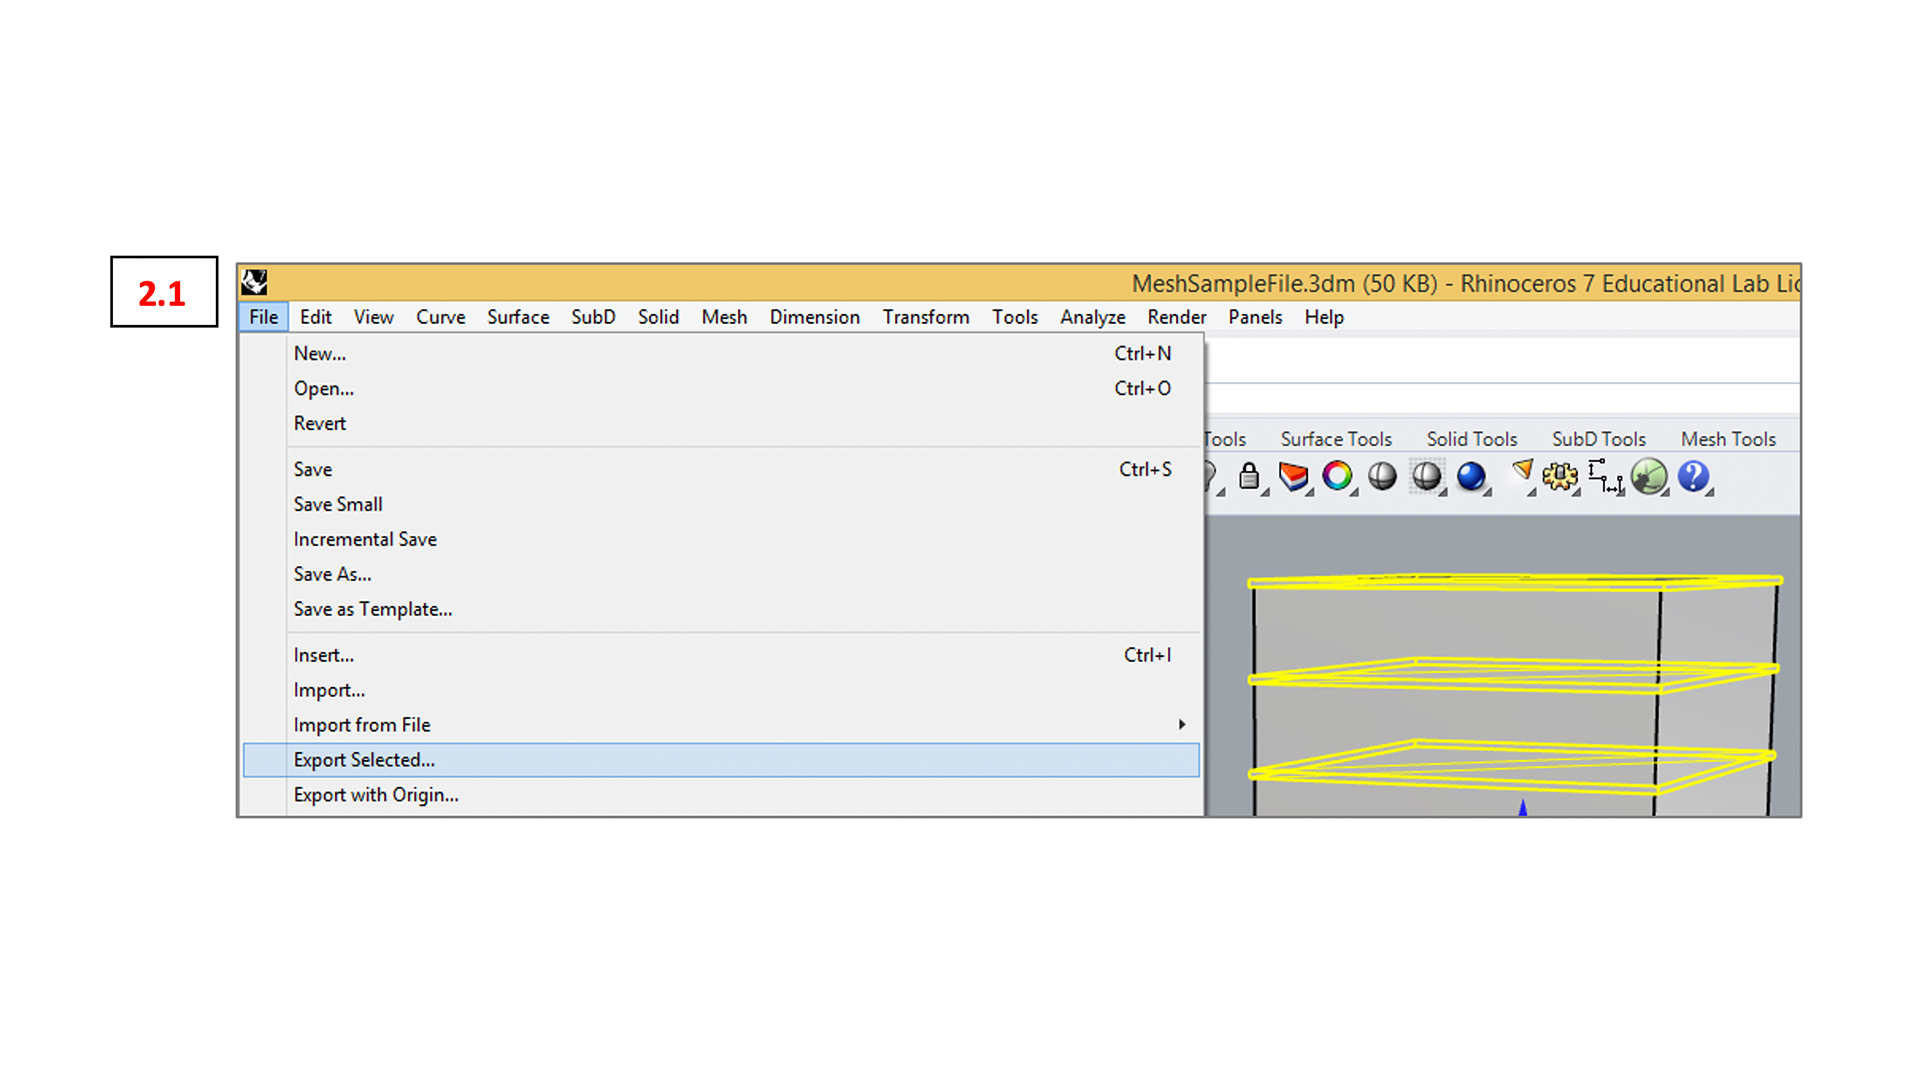 2.1
MeshSampleFile.3dm (50 KB) - Rhinoceros 7 Educational Lab
File Edit View Curve Surface SubD Solid Mesh Dimension Transform Tools Analyze Render Panels Help
New... Ctrl+N
Open... Ctrl+O
Revert
Save Ctrl+S
Save Small
Incremental Save
Save As...
Save as Template...
Insert... Ctrl+I
Import...
Import from File
Export Selected...
Export with Origin...
Tools Surface Tools Solid Tools SubD Tools Mesh Tools
?